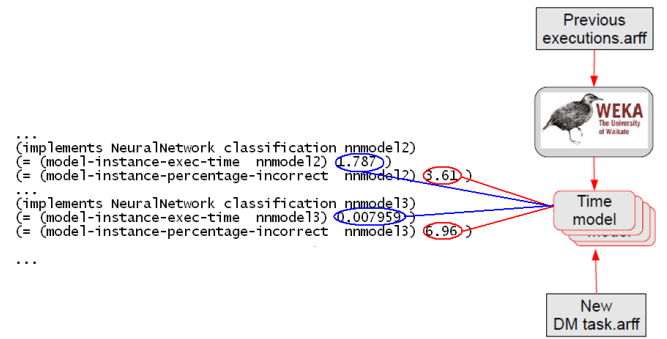 Previous
executions.arff
WEKA
The University
of Waikato
...
(implements NeuralNetwork classification nnmodel2)
(= (model-instance-exec-time nnmodel2) 1.787 )
(= (model-instance-percentage-incorrect nnmodel2) 3.61 )
...
(implements NeuralNetwork classification nnmodel3)
(= (model-instance-exec-time nnmodel3) 0.007959 )
(= (model-instance-percentage-incorrect nnmodel3) 6.96 )
...
Time
model
New
DM task.arff